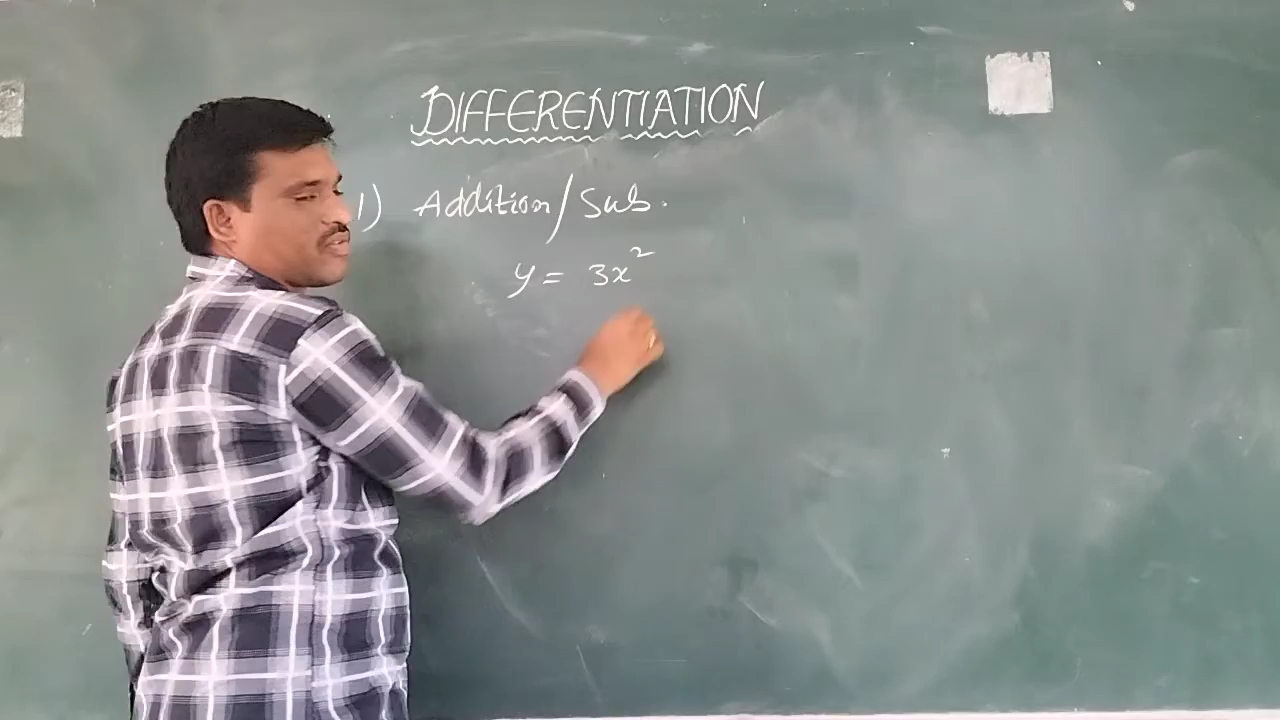 DIFFERENTIATION
1) Addition/Sub.
y = 3x²